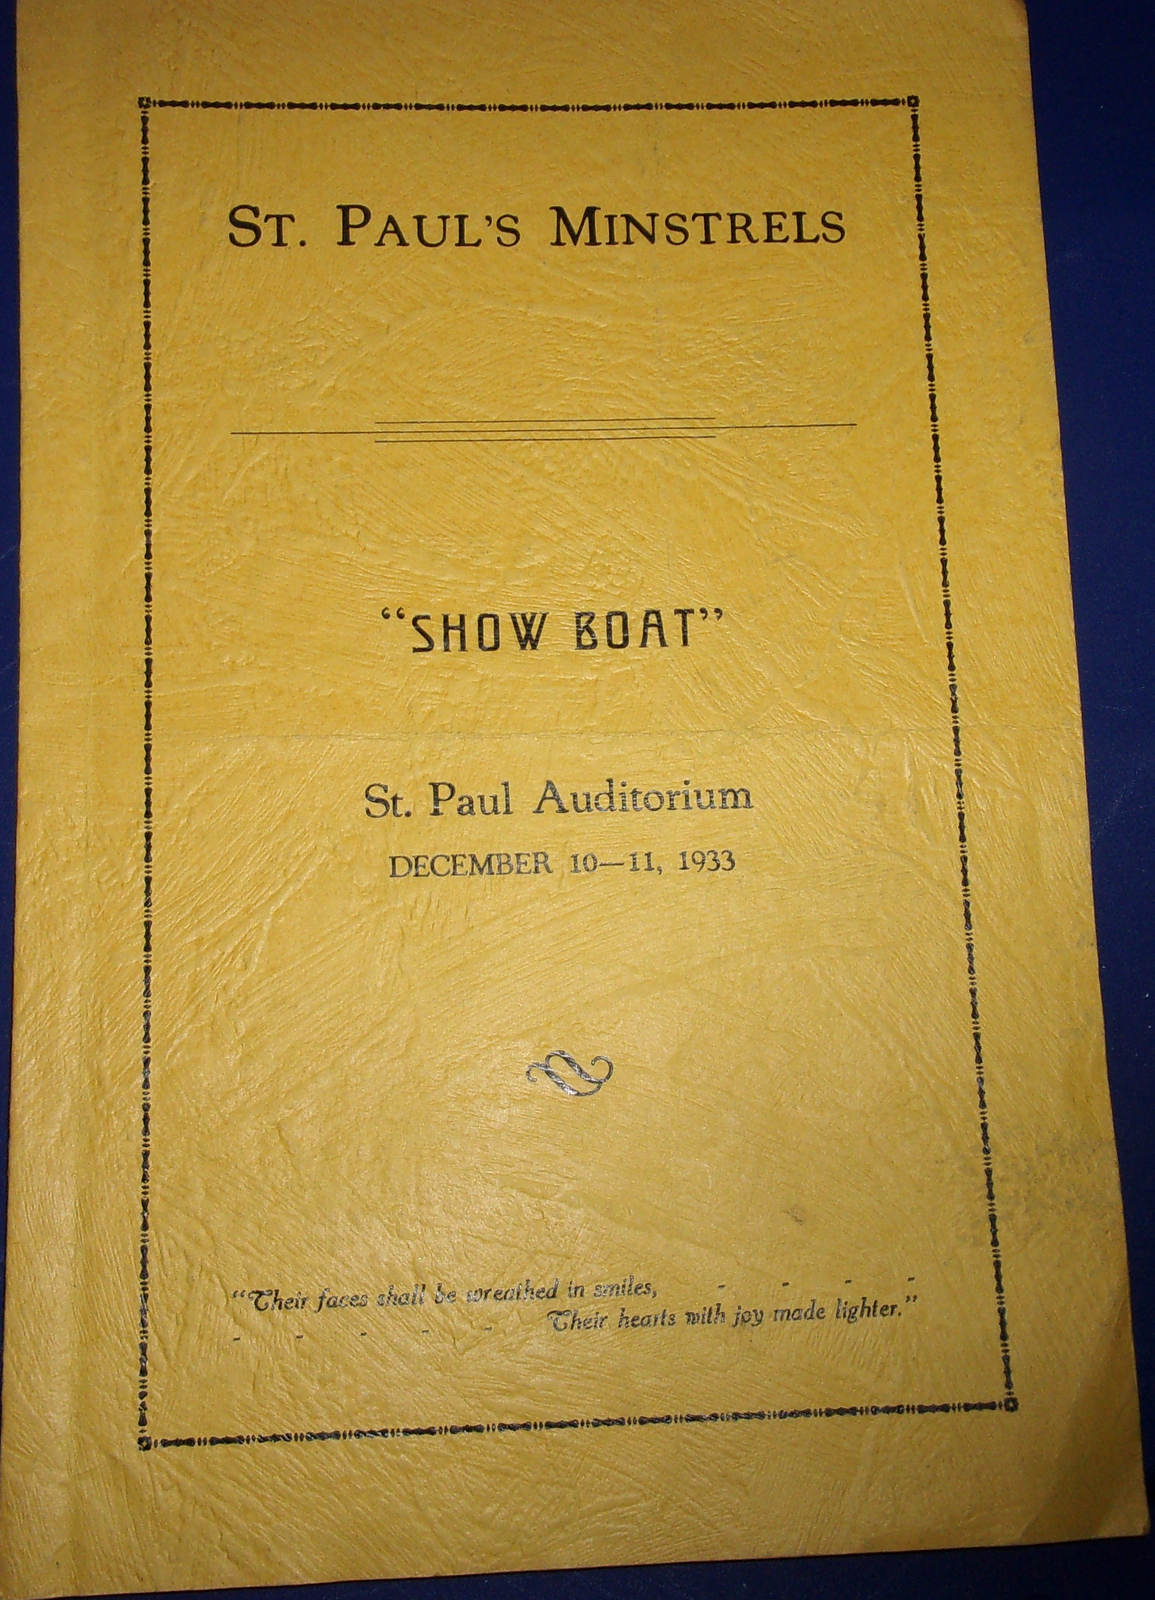 St. Paul's Minstrels
“SHOW BOAT”
St. Paul Auditorium
DECEMBER 10—11, 1933
“Their faces shall be wreathed in smiles, - - - -
- - - - - Their hearts with joy made lighter.”